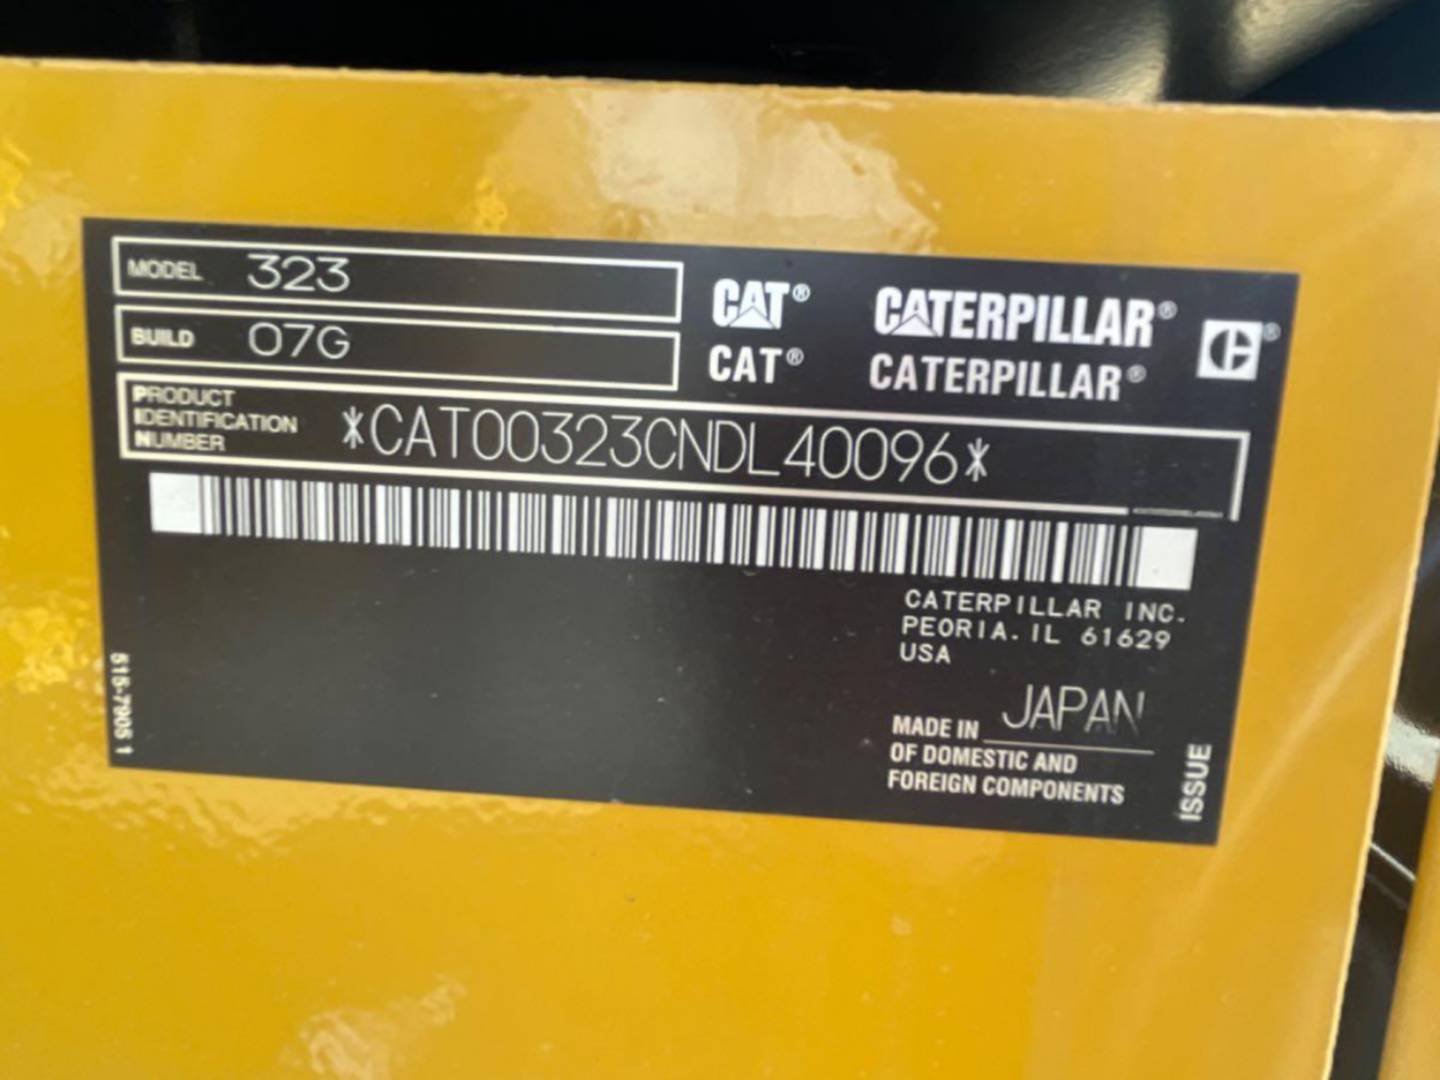 MODEL 323
BUILD 07G
CAT® CATERPILLAR® ®
CAT® CATERPILLAR®
PRODUCT
IDENTIFICATION
NUMBER
*CAT00323CNDL40096*
CATERPILLAR INC.
PEORIA. IL 61629
USA
MADE IN JAPAN
OF DOMESTIC AND
FOREIGN COMPONENTS
515-7905 1
ISSUE